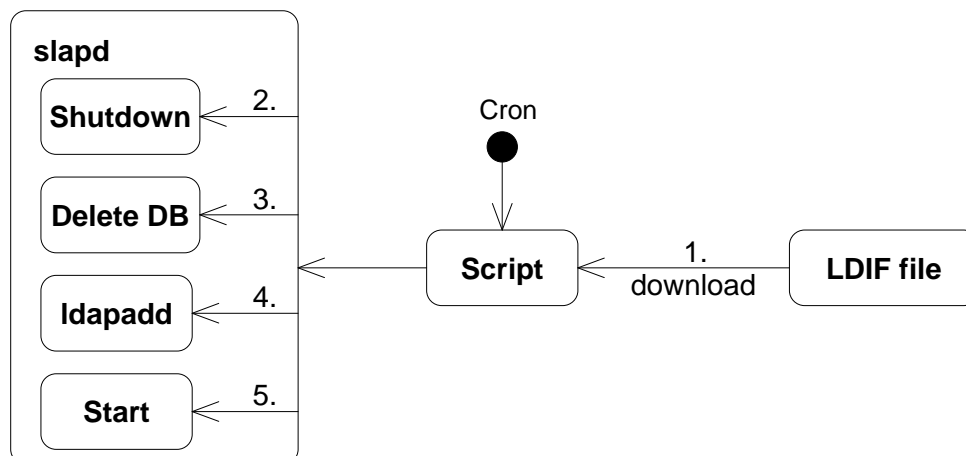 slapd
Shutdown
2.
Delete DB
3.
ldapadd
4.
Start
5.
Cron
Script
1.
download
LDIF file